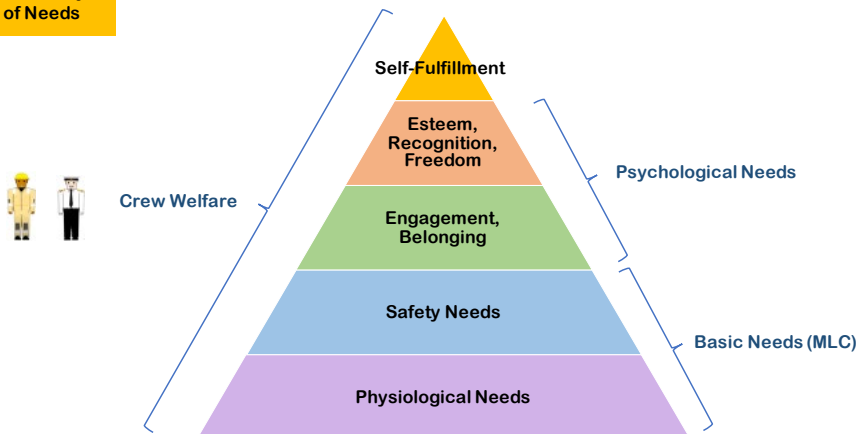 of Needs
Self-Fulfillment
Esteem,
Recognition,
Freedom
Psychological Needs
Crew Welfare
Engagement,
Belonging
Safety Needs
Basic Needs (MLC)
Physiological Needs